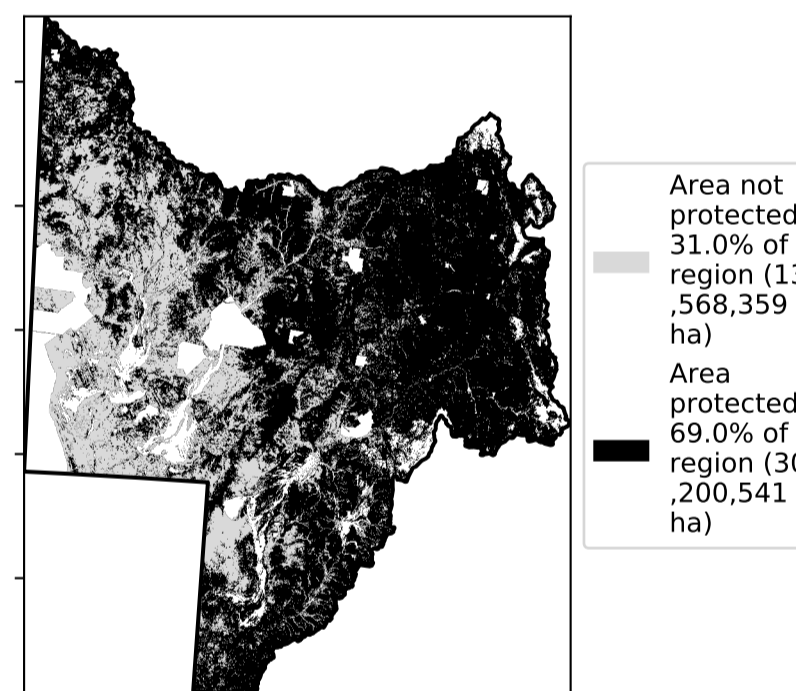 Area not
protected
31.0% of
region (13
,568,359
ha)
Area
protected
69.0% of
region (30
,200,541
ha)